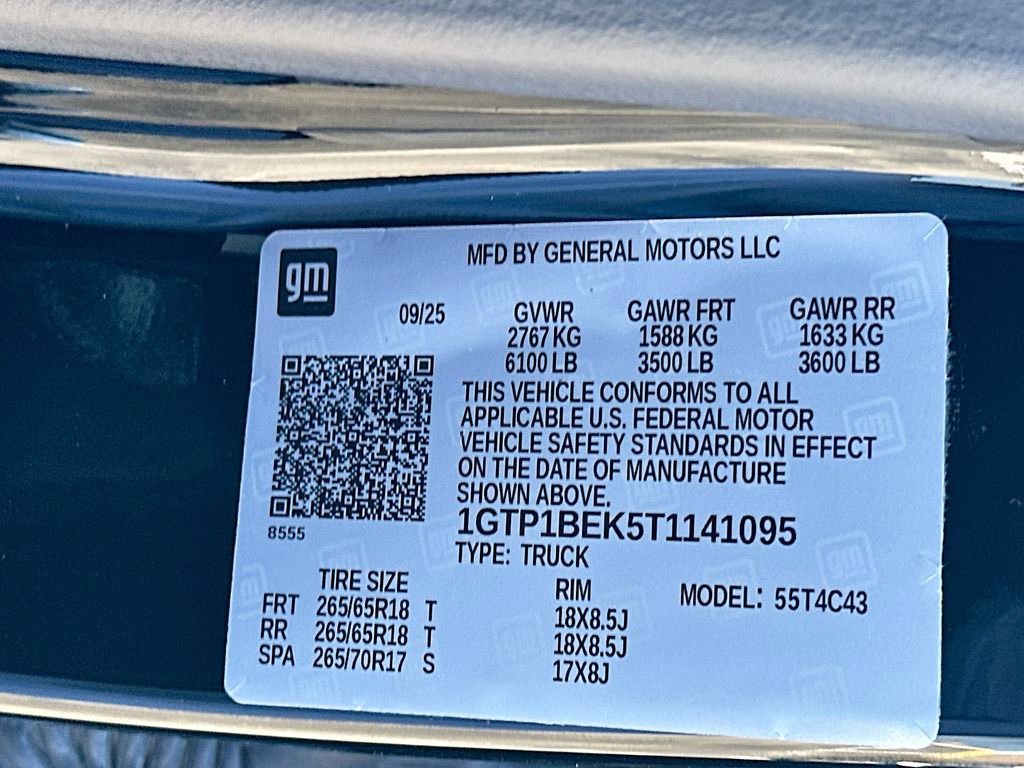 gm
MFD BY GENERAL MOTORS LLC
09/25 GVWR GAWR FRT GAWR RR
2767 KG 1588 KG 1633 KG
6100 LB 3500 LB 3600 LB
THIS VEHICLE CONFORMS TO ALL
APPLICABLE U.S. FEDERAL MOTOR
VEHICLE SAFETY STANDARDS IN EFFECT
ON THE DATE OF MANUFACTURE
SHOWN ABOVE.
8555
1GTP1BEK5T1141095
TYPE: TRUCK
TIRE SIZE RIM MODEL: 55T4C43
FRT 265/65R18 T 18X8.5J
RR 265/65R18 T 18X8.5J
SPA 265/70R17 S 17X8J